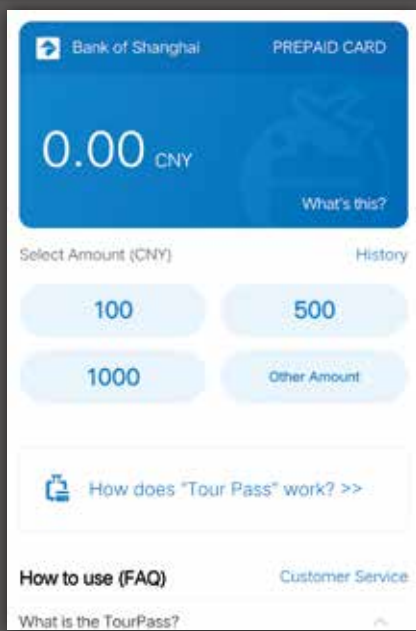 Bank of Shanghai PREPAID CARD
0.00 CNY
What's this?
Select Amount (CNY) History
100 500
1000 Other Amount
How does "Tour Pass" work? >>
How to use (FAQ) Customer Service
What is the TourPass?